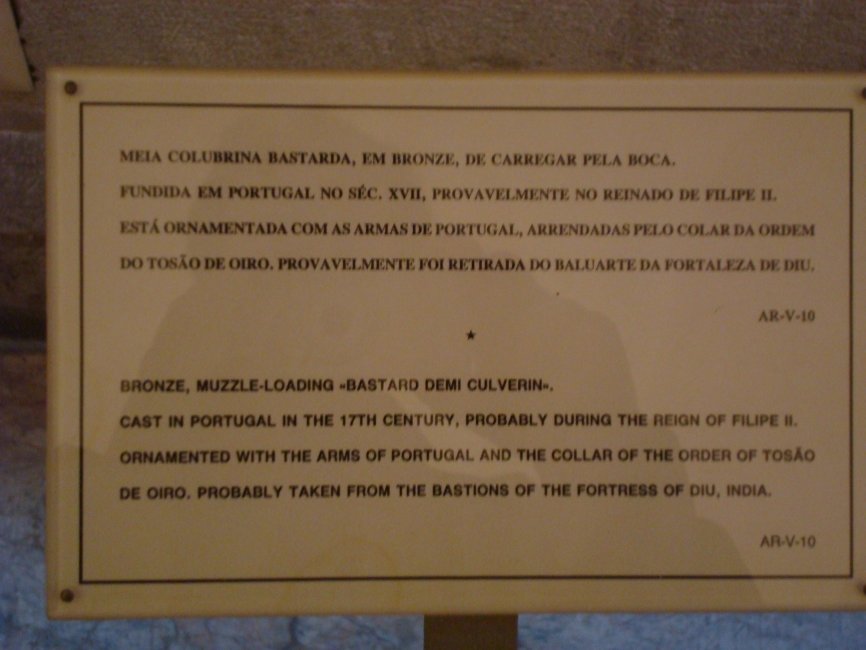 MEIA COLUBRINA BASTARDA, EM BRONZE, DE CARREGAR PELA BOCA.
FUNDIDA EM PORTUGAL NO SÉC. XVII, PROVAVELMENTE NO REINADO DE FILIPE II.
ESTÁ ORNAMENTADA COM AS ARMAS DE PORTUGAL, ARRENDADAS PELO COLAR DA ORDEM
DO TOSÃO DE OIRO. PROVAVELMENTE FOI RETIRADA DO BALUARTE DA FORTALEZA DE DIU.
AR-V-10
★
BRONZE, MUZZLE-LOADING «BASTARD DEMI CULVERIN».
CAST IN PORTUGAL IN THE 17TH CENTURY, PROBABLY DURING THE REIGN OF FILIPE II.
ORNAMENTED WITH THE ARMS OF PORTUGAL AND THE COLLAR OF THE ORDER OF TOSÃO
DE OIRO. PROBABLY TAKEN FROM THE BASTIONS OF THE FORTRESS OF DIU, INDIA.
AR-V-10